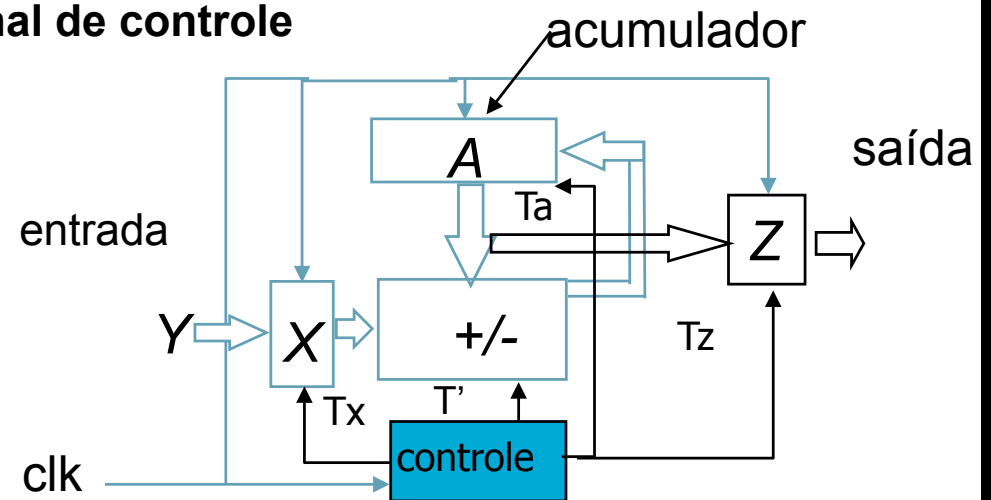 nal de controle
acumulador
A
saída
Ta
entrada
Z
Y
X
+/-
Tz
Tx
T’
controle
clk